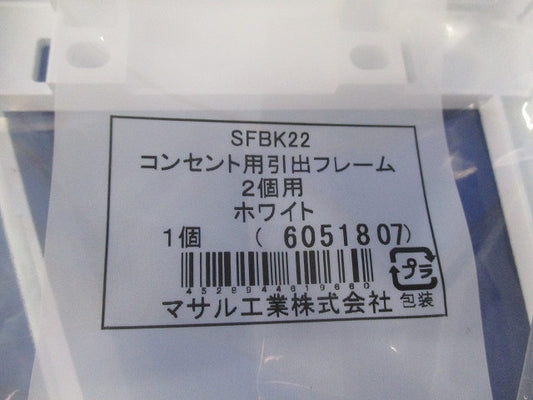 SFBK22
コンセント用引出フレーム
2個用
ホワイト
1個 (6051807)
プラ
4528944619660
包装
マサル工業株式会社